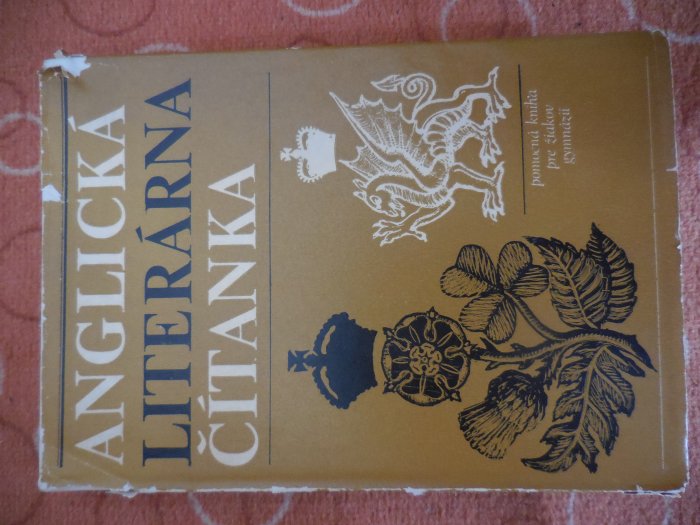 ANGLICKÁ
LITERÁRNA
ČÍTANKA
pomocná kniha
pre žiakov
gymnázií